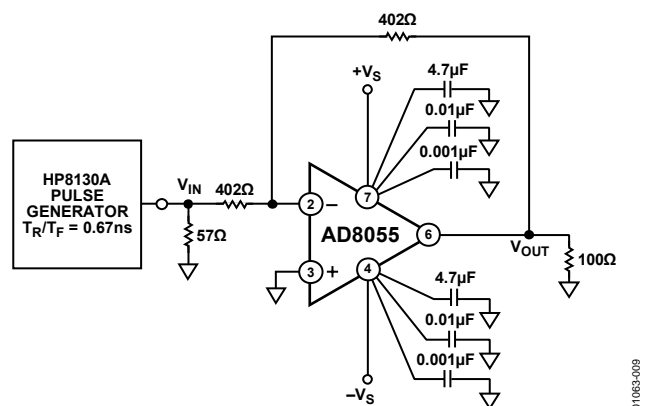 402Ω
+VS
4.7µF
0.01µF
0.001µF
HP8130A
PULSE
GENERATOR
TR/TF = 0.67ns
VIN
402Ω
57Ω
2
–
7
AD8055
6
3
+
4
VOUT
100Ω
4.7µF
0.01µF
0.001µF
–VS
01063-009